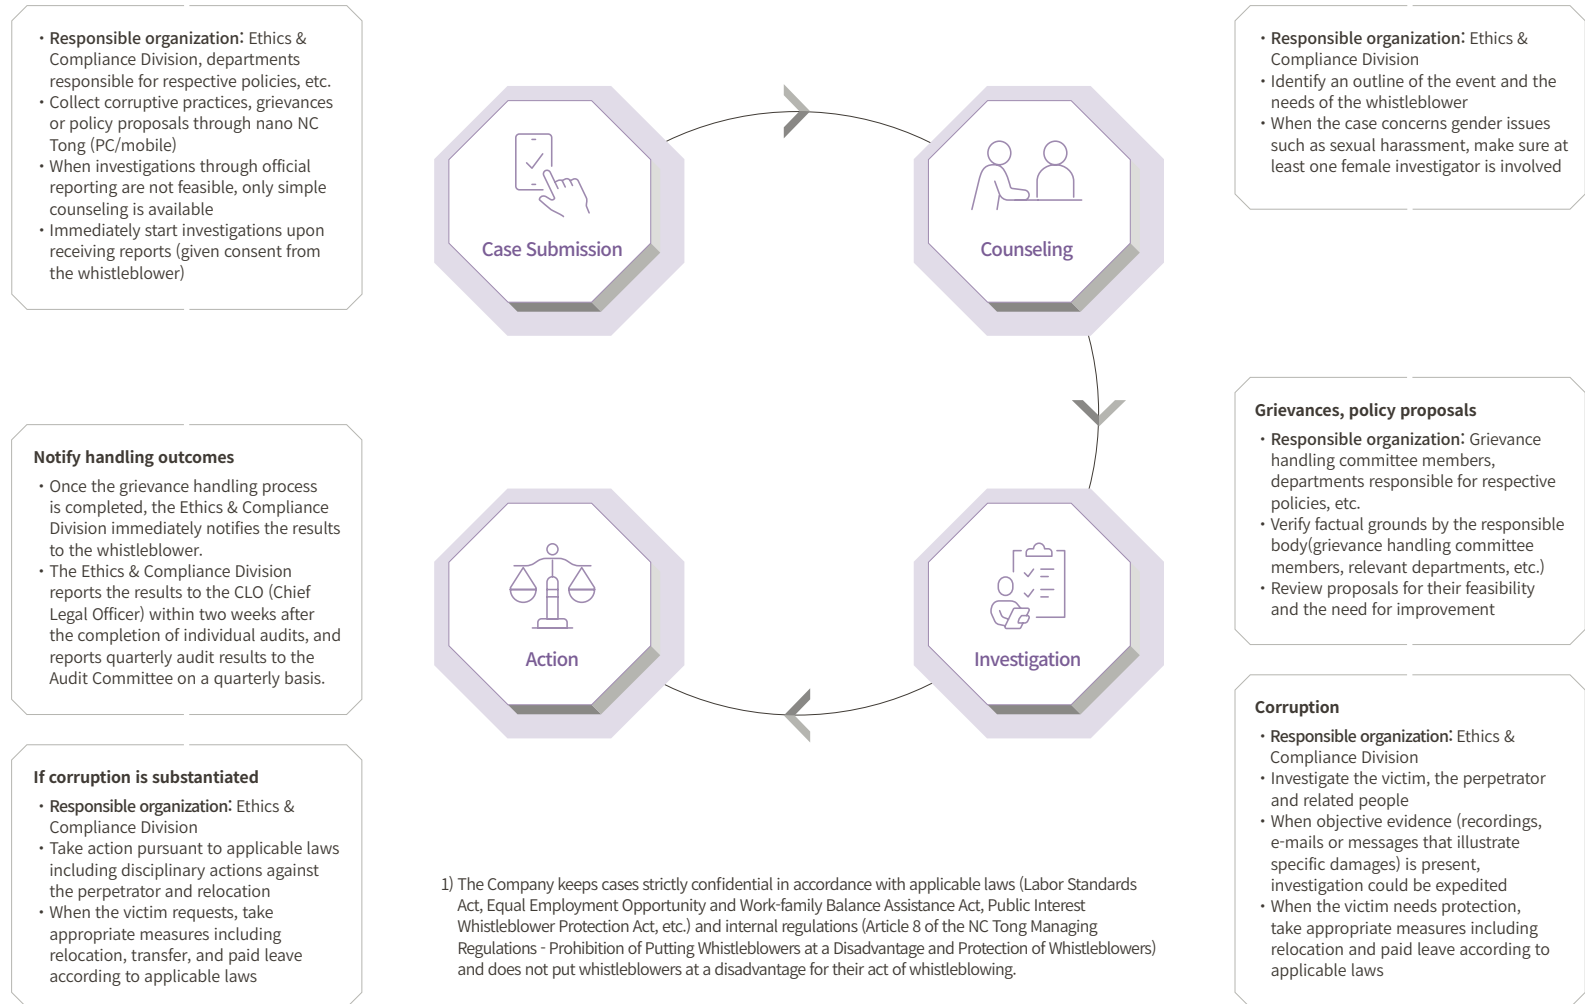 ・Responsible organization: Ethics &
Compliance Division, departments
responsible for respective policies, etc.
・Collect corruptive practices, grievances
or policy proposals through nano NC
Tong (PC/mobile)
・When investigations through official
reporting are not feasible, only simple
counseling is available
・Immediately start investigations upon
receiving reports (given consent from
the whistleblower)
Case Submission
Counseling
・Responsible organization: Ethics &
Compliance Division
・Identify an outline of the event and the
needs of the whistleblower
・When the case concerns gender issues
such as sexual harassment, make sure at
least one female investigator is involved
Grievances, policy proposals
・Responsible organization: Grievance
handling committee members,
departments responsible for respective
policies, etc.
・Verify factual grounds by the responsible
body(grievance handling committee
members, relevant departments, etc.)
・Review proposals for their feasibility
and the need for improvement
Investigation
Corruption
・Responsible organization: Ethics &
Compliance Division
・Investigate the victim, the perpetrator
and related people
・When objective evidence (recordings,
e-mails or messages that illustrate
specific damages) is present,
investigation could be expedited
・When the victim needs protection,
take appropriate measures including
relocation and paid leave according to
applicable laws
Action
Notify handling outcomes
・Once the grievance handling process
is completed, the Ethics & Compliance
Division immediately notifies the results
to the whistleblower.
・The Ethics & Compliance Division
reports the results to the CLO (Chief
Legal Officer) within two weeks after
the completion of individual audits, and
reports quarterly audit results to the
Audit Committee on a quarterly basis.
If corruption is substantiated
・Responsible organization: Ethics &
Compliance Division
・Take action pursuant to applicable laws
including disciplinary actions against
the perpetrator and relocation
・When the victim requests, take
appropriate measures including
relocation, transfer, and paid leave
according to applicable laws
1) The Company keeps cases strictly confidential in accordance with applicable laws (Labor Standards
Act, Equal Employment Opportunity and Work-family Balance Assistance Act, Public Interest
Whistleblower Protection Act, etc.) and internal regulations (Article 8 of the NC Tong Managing
Regulations - Prohibition of Putting Whistleblowers at a Disadvantage and Protection of Whistleblowers)
and does not put whistleblowers at a disadvantage for their act of whistleblowing.